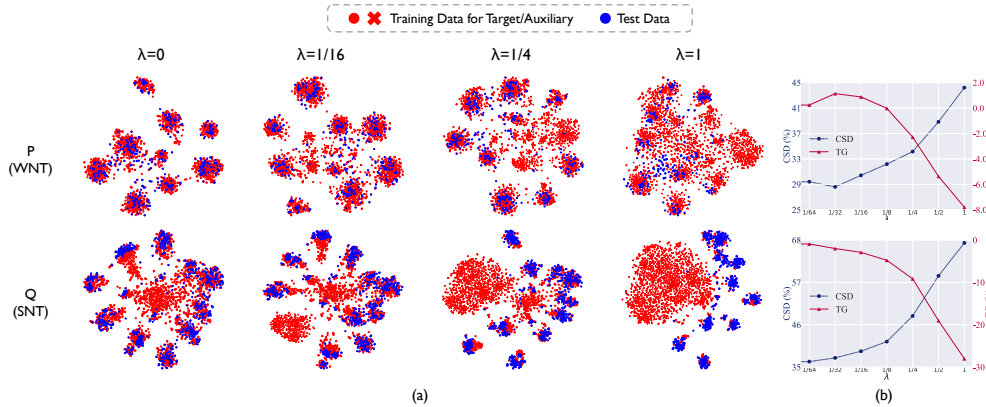 Training Data for Target/Auxiliary
Test Data
λ=0
λ=1/16
λ=1/4
λ=1
P
(WNT)
Q
(SNT)
45
41
37
33
29
25
CSD (%)
2.0
0.0
-2.0
-4.0
-6.0
-8.0
CSD
TG
1/64
1/32
1/16
1/8
1/4
1/2
1
λ
68
57
46
35
CSD (%)
0
-10
-20
-30
CSD
TG
1/64
1/32
1/16
1/8
1/4
1/2
1
λ
(a)
(b)